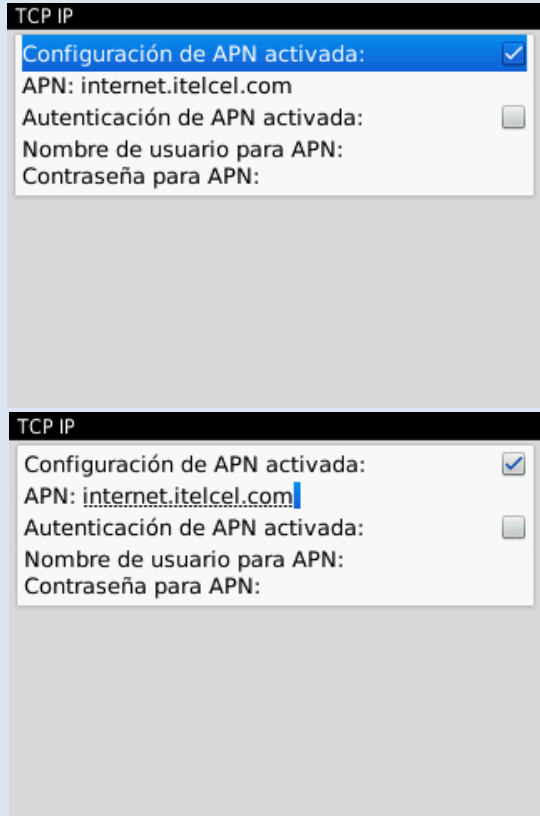 TCP IP
Configuración de APN activada:
APN: internet.itelcel.com
Autenticación de APN activada:
Nombre de usuario para APN:
Contraseña para APN:
TCP IP
Configuración de APN activada:
APN: internet.itelcel.com
Autenticación de APN activada:
Nombre de usuario para APN:
Contraseña para APN: